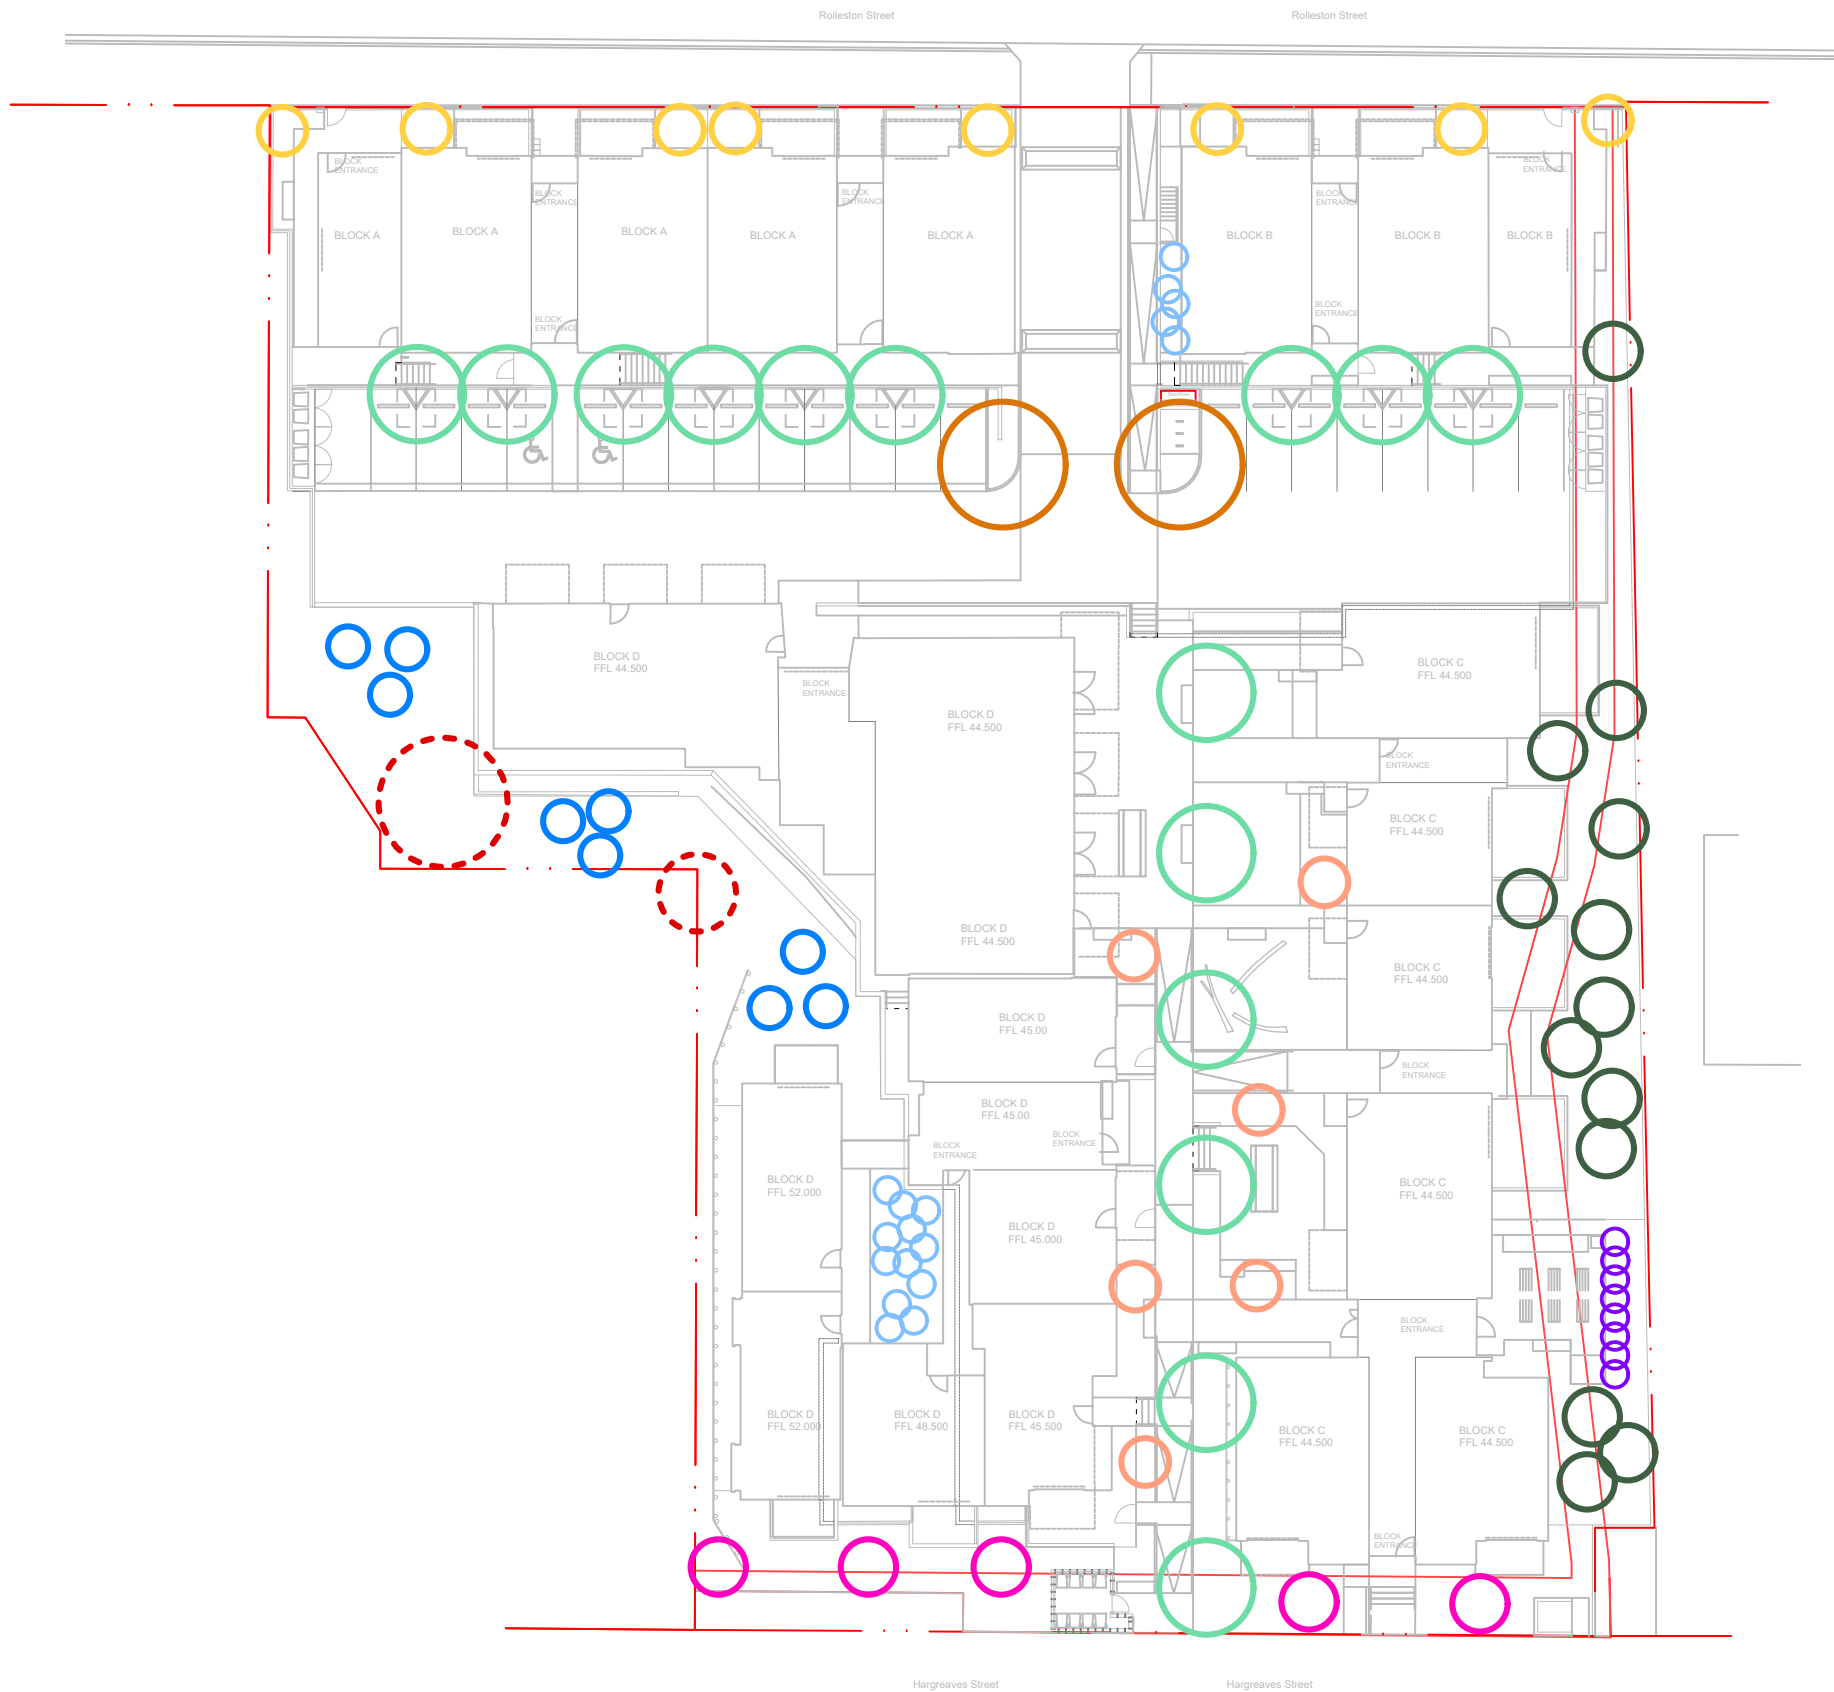 Rolleston Street
Rolleston Street
BLOCK
ENTRANCE
BLOCK
ENTRANCE
BLOCK
ENTRANCE
BLOCK
ENTRANCE
BLOCK
ENTRANCE
BLOCK A
BLOCK A
BLOCK A
BLOCK A
BLOCK A
BLOCK B
BLOCK B
BLOCK B
BLOCK
ENTRANCE
BLOCK
ENTRANCE
BLOCK D
FFL 44.500
BLOCK C
FFL 44.500
BLOCK
ENTRANCE
BLOCK D
FFL 44.500
BLOCK
ENTRANCE
BLOCK C
FFL 44.500
BLOCK D
FFL 44.500
BLOCK C
FFL 44.500
BLOCK D
FFL 45.00
BLOCK
ENTRANCE
BLOCK D
FFL 45.00
BLOCK
ENTRANCE
BLOCK
ENTRANCE
BLOCK D
FFL 52.000
BLOCK C
FFL 44.500
BLOCK D
FFL 45.000
BLOCK
ENTRANCE
BLOCK D
FFL 52.000
BLOCK D
FFL 48.500
BLOCK D
FFL 45.500
BLOCK C
FFL 44.500
BLOCK C
FFL 44.500
BLOCK
ENTRANCE
Hargreaves Street
Hargreaves Street